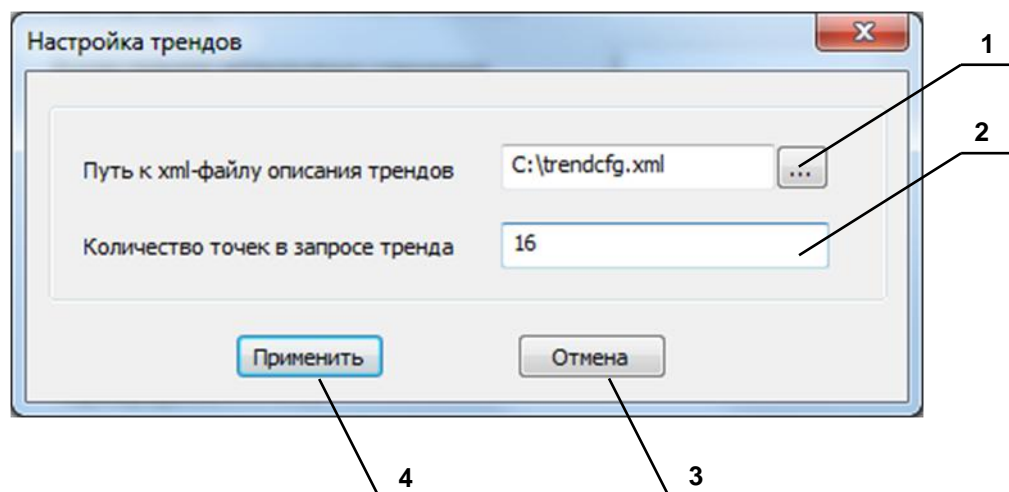 Настройка трендов
1
2
Путь к xml-файлу описания трендов C:\trendcfg.xml ...
Количество точек в запросе тренда 16
Применить Отмена
4 3